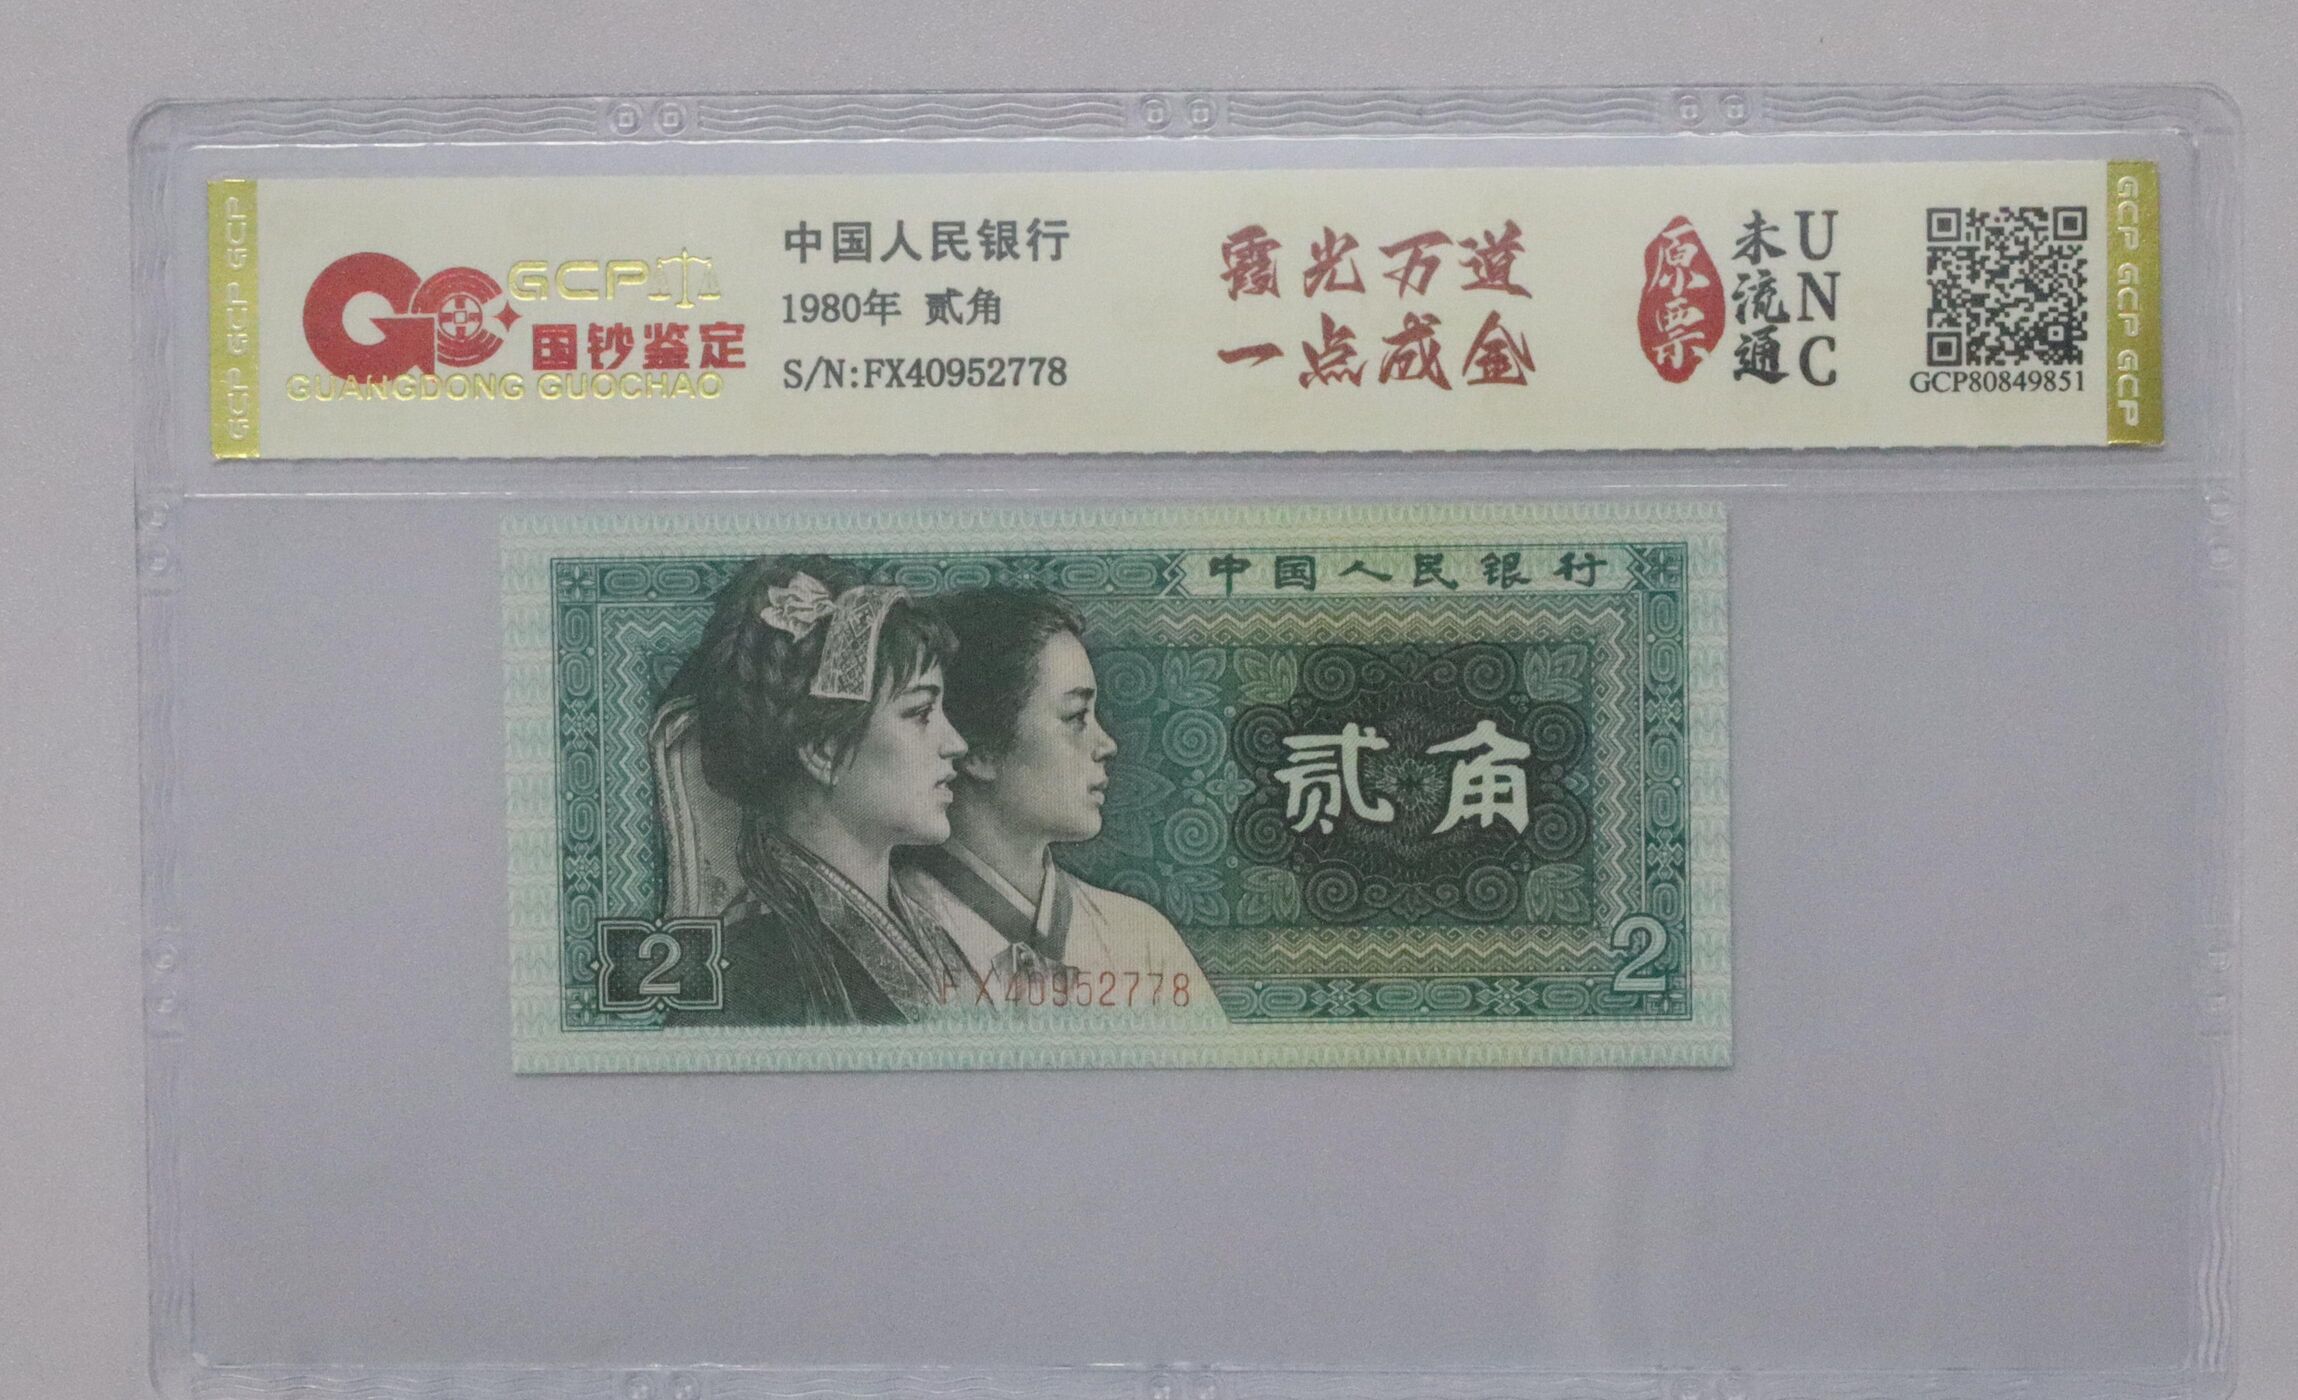 GCP
国钞鉴定
GUANGDONG GUOCHAO
中国人民银行
1980年 贰角
S/N:FX40952778
霞光万道
一点成金
原票
未流通
UNC
GCP80849851
GCP GCP GCP
GCP GCP GCP
中国人民银行
贰角
2
2
FX40952778